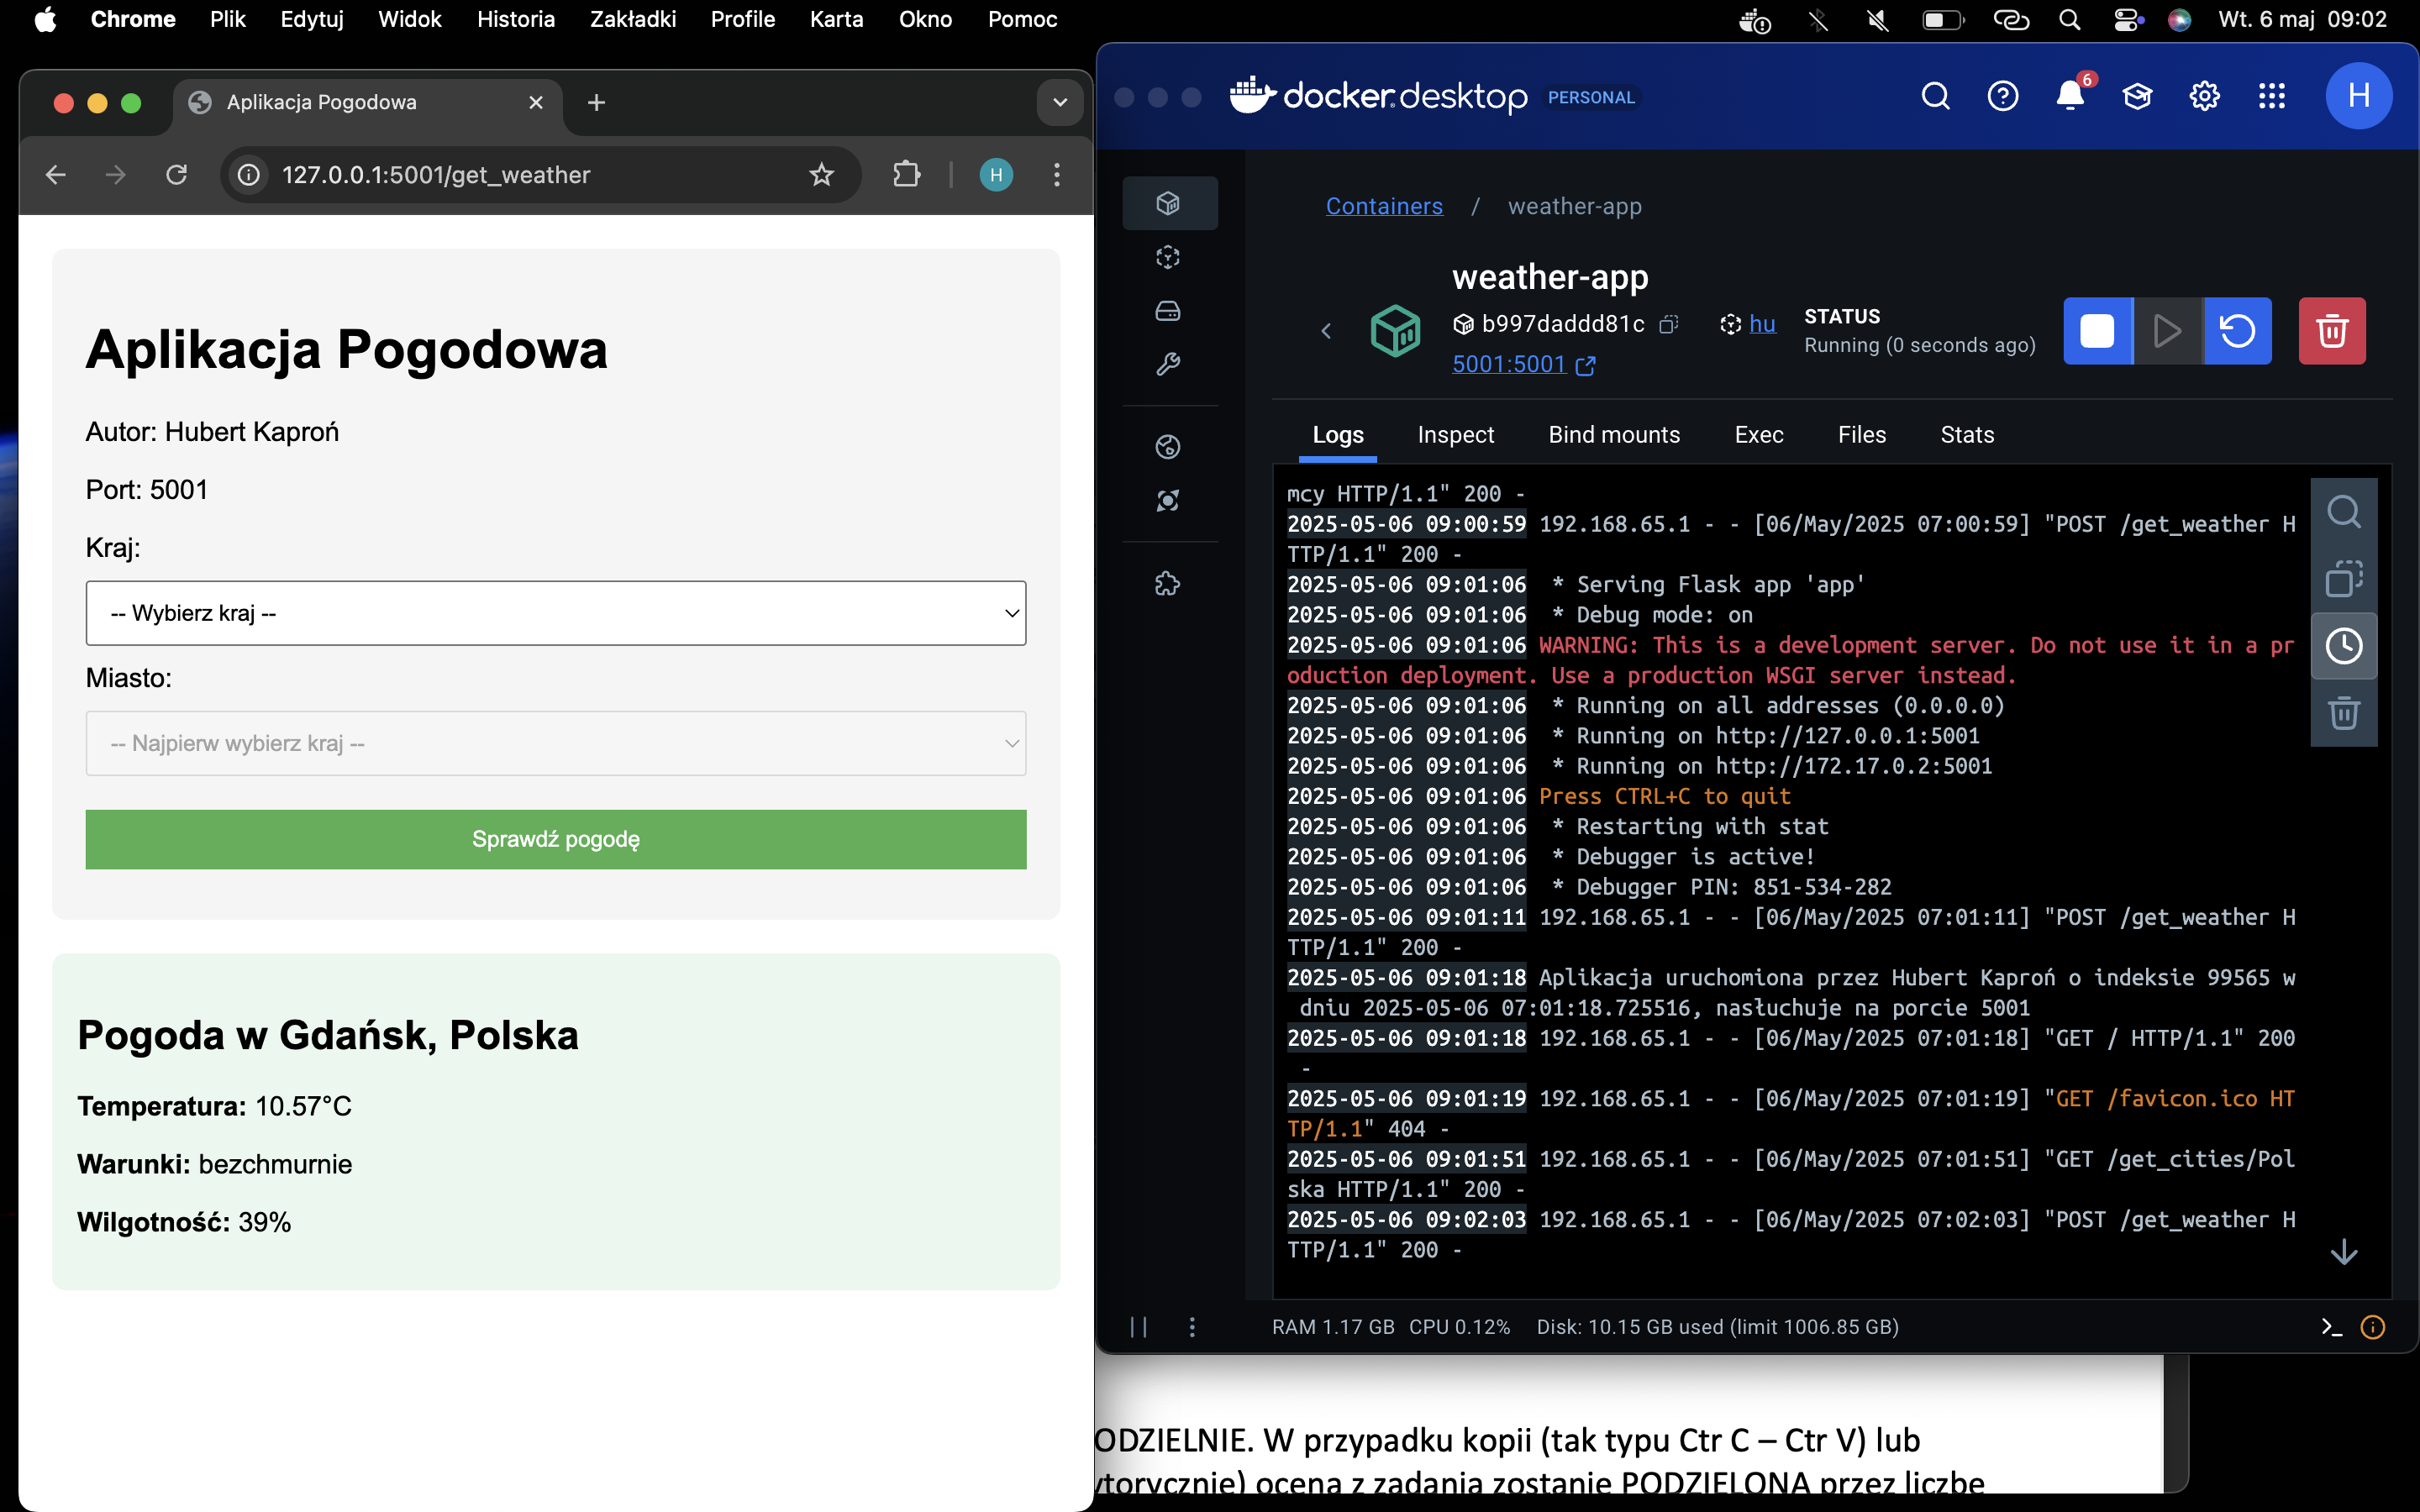 Chrome Plik Edytuj Widok Historia Zakładki Profile Karta Okno Pomoc Wt. 6 maj 09:02
Aplikacja Pogodowa
127.0.0.1:5001/get_weather H
Aplikacja Pogodowa
Autor: Hubert Kaproń
Port: 5001
Kraj:
-- Wybierz kraj --
Miasto:
-- Najpierw wybierz kraj --
Sprawdź pogodę
Pogoda w Gdańsk, Polska
Temperatura: 10.57°C
Warunki: bezchmurnie
Wilgotność: 39%
docker.desktop PERSONAL 6 H
Containers / weather-app
weather-app
b997daddd81c hu
5001:5001
STATUS
Running (0 seconds ago)
Logs Inspect Bind mounts Exec Files Stats
mcy HTTP/1.1" 200 -
2025-05-06 09:00:59 192.168.65.1 - - [06/May/2025 07:00:59] "POST /get_weather H
TTP/1.1" 200 -
2025-05-06 09:01:06 * Serving Flask app 'app'
2025-05-06 09:01:06 * Debug mode: on
2025-05-06 09:01:06 WARNING: This is a development server. Do not use it in a pr
oduction deployment. Use a production WSGI server instead.
2025-05-06 09:01:06 * Running on all addresses (0.0.0.0)
2025-05-06 09:01:06 * Running on http://127.0.0.1:5001
2025-05-06 09:01:06 * Running on http://172.17.0.2:5001
2025-05-06 09:01:06 Press CTRL+C to quit
2025-05-06 09:01:06 * Restarting with stat
2025-05-06 09:01:06 * Debugger is active!
2025-05-06 09:01:06 * Debugger PIN: 851-534-282
2025-05-06 09:01:11 192.168.65.1 - - [06/May/2025 07:01:11] "POST /get_weather H
TTP/1.1" 200 -
2025-05-06 09:01:18 Aplikacja uruchomiona przez Hubert Kaproń o indeksie 99565 w
dniu 2025-05-06 07:01:18.725516, nasłuchuje na porcie 5001
2025-05-06 09:01:18 192.168.65.1 - - [06/May/2025 07:01:18] "GET / HTTP/1.1" 200
-
2025-05-06 09:01:19 192.168.65.1 - - [06/May/2025 07:01:19] "GET /favicon.ico HT
TP/1.1" 404 -
2025-05-06 09:01:51 192.168.65.1 - - [06/May/2025 07:01:51] "GET /get_cities/Pol
ska HTTP/1.1" 200 -
2025-05-06 09:02:03 192.168.65.1 - - [06/May/2025 07:02:03] "POST /get_weather H
TTP/1.1" 200 -
RAM 1.17 GB CPU 0.12% Disk: 10.15 GB used (limit 1006.85 GB)
ODZIELNIE. W przypadku kopii (tak typu Ctr C – Ctr V) lub
ytorycznie) ocena z zadania zostanie PODZIELONA przez liczbę